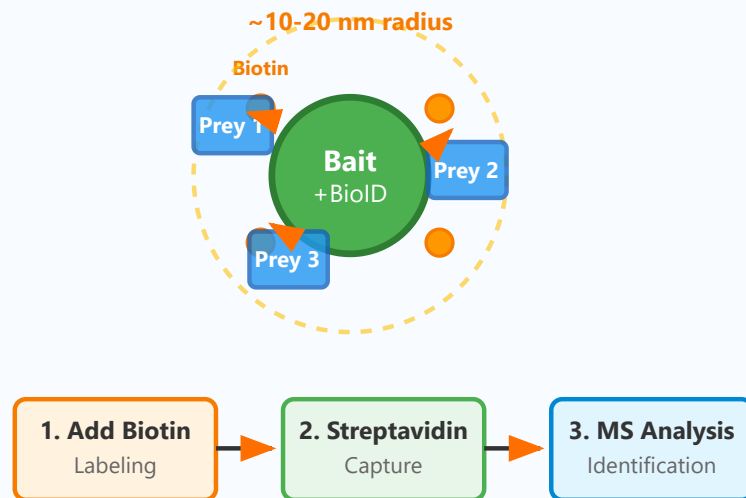 ~10-20 nm radius
Biotin
Prey 1
Bait
+BioID
Prey 2
Prey 3
1. Add Biotin
Labeling
2. Streptavidin
Capture
3. MS Analysis
Identification